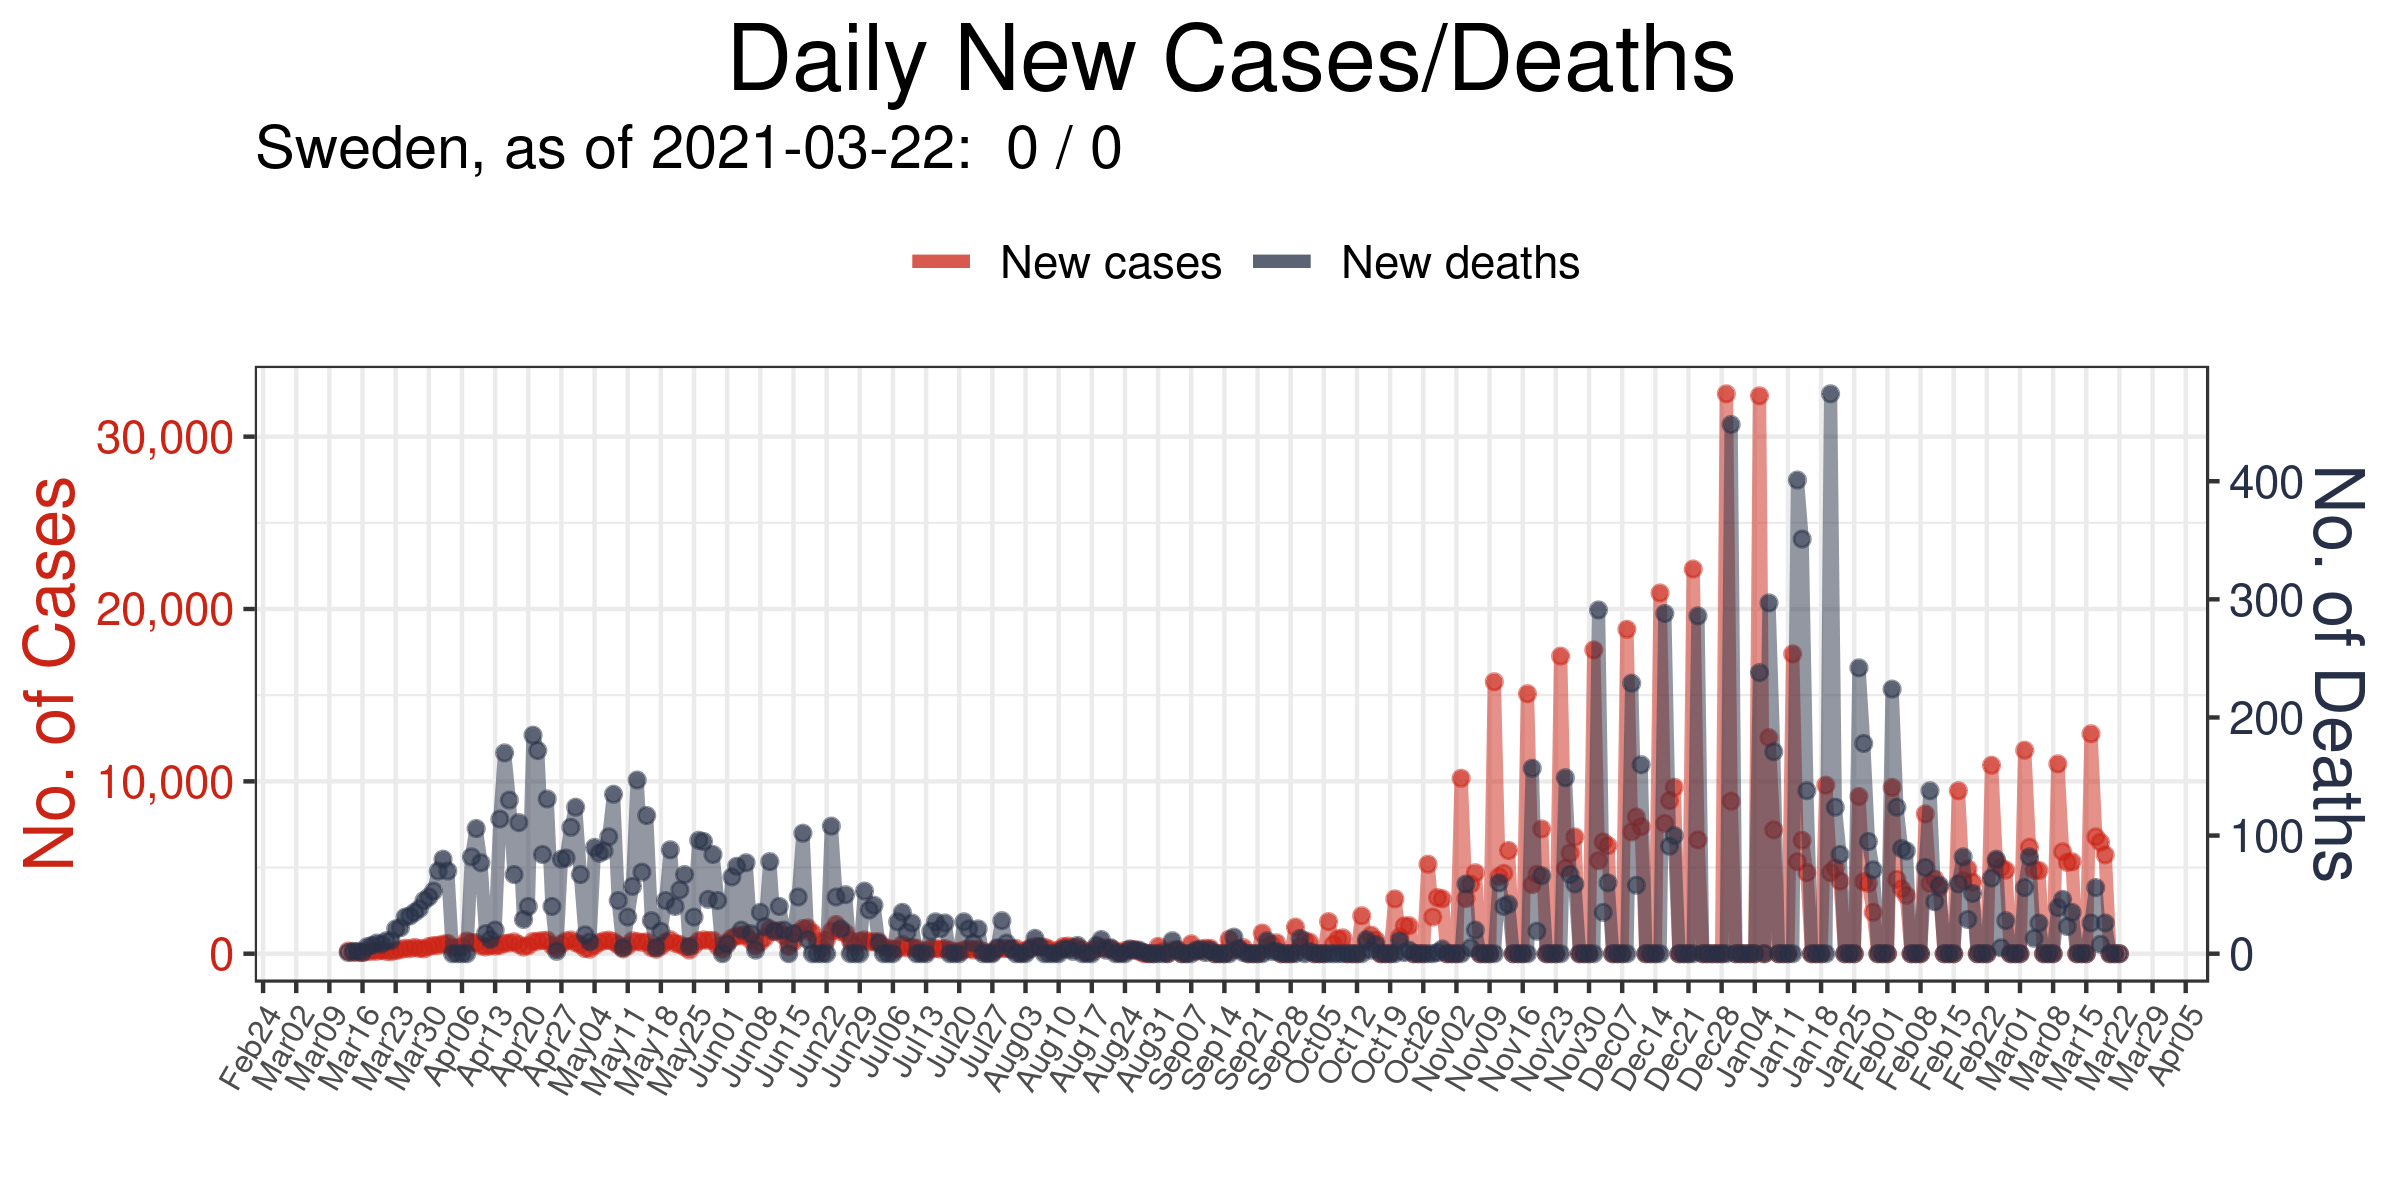 Daily New Cases/Deaths
Sweden, as of 2021-03-22:  0 / 0
New cases New deaths
No. of Cases
30,000
20,000
10,000
0
400
300
200
100
0
No. of Deaths
Feb24 Mar02 Mar09 Mar16 Mar23 Mar30 Apr06 Apr13 Apr20 Apr27 May04 May11 May18 May25 Jun01 Jun08 Jun15 Jun22 Jun29 Jul06 Jul13 Jul20 Jul27 Aug03 Aug10 Aug17 Aug24 Aug31 Sep07 Sep14 Sep21 Sep28 Oct05 Oct12 Oct19 Oct26 Nov02 Nov09 Nov16 Nov23 Nov30 Dec07 Dec14 Dec21 Dec28 Jan04 Jan11 Jan18 Jan25 Feb01 Feb08 Feb15 Feb22 Mar01 Mar08 Mar15 Mar22 Mar29 Apr05